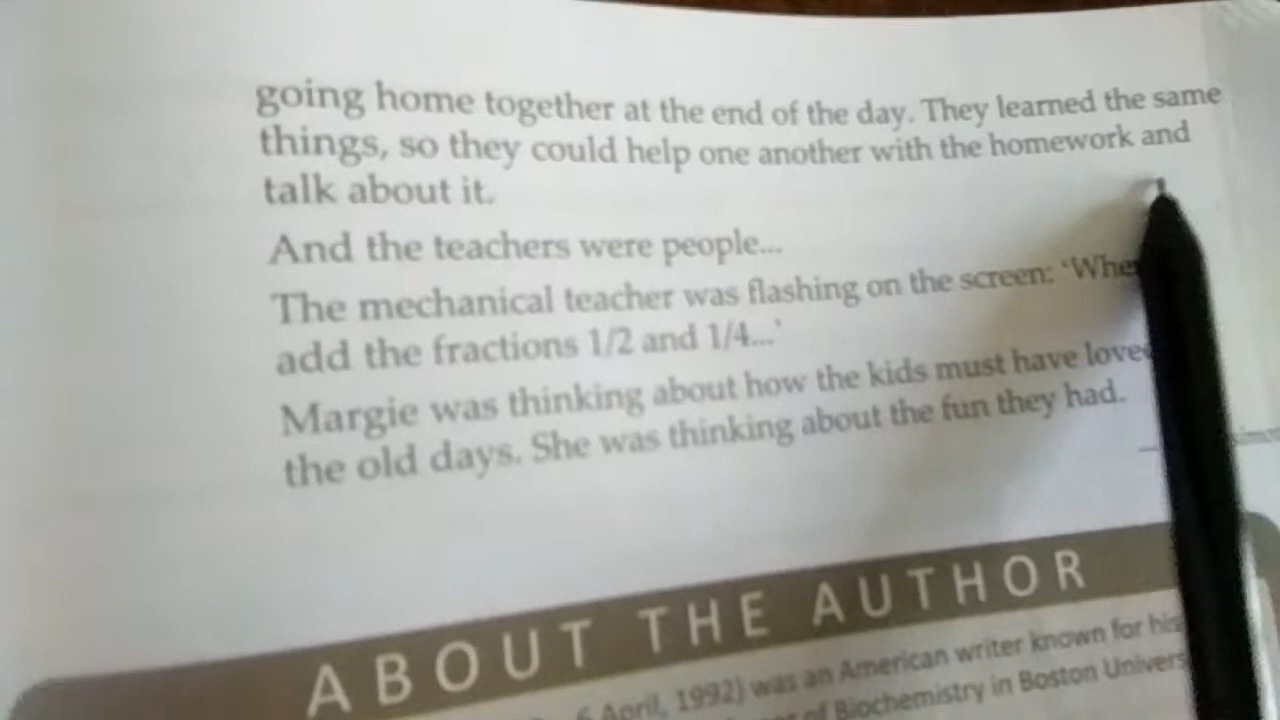 going home together at the end of the day. They learned the same
things, so they could help one another with the homework and
talk about it.
And the teachers were people...
The mechanical teacher was flashing on the screen:
add the fractions 1/2 and 1/4...'
Margie was thinking about how the kids must have loved
the old days. She was thinking about the fun they had.
ABOUT THE AUTHOR
6 April, 1992) was an American writer known for his
of Biochemistry in Boston